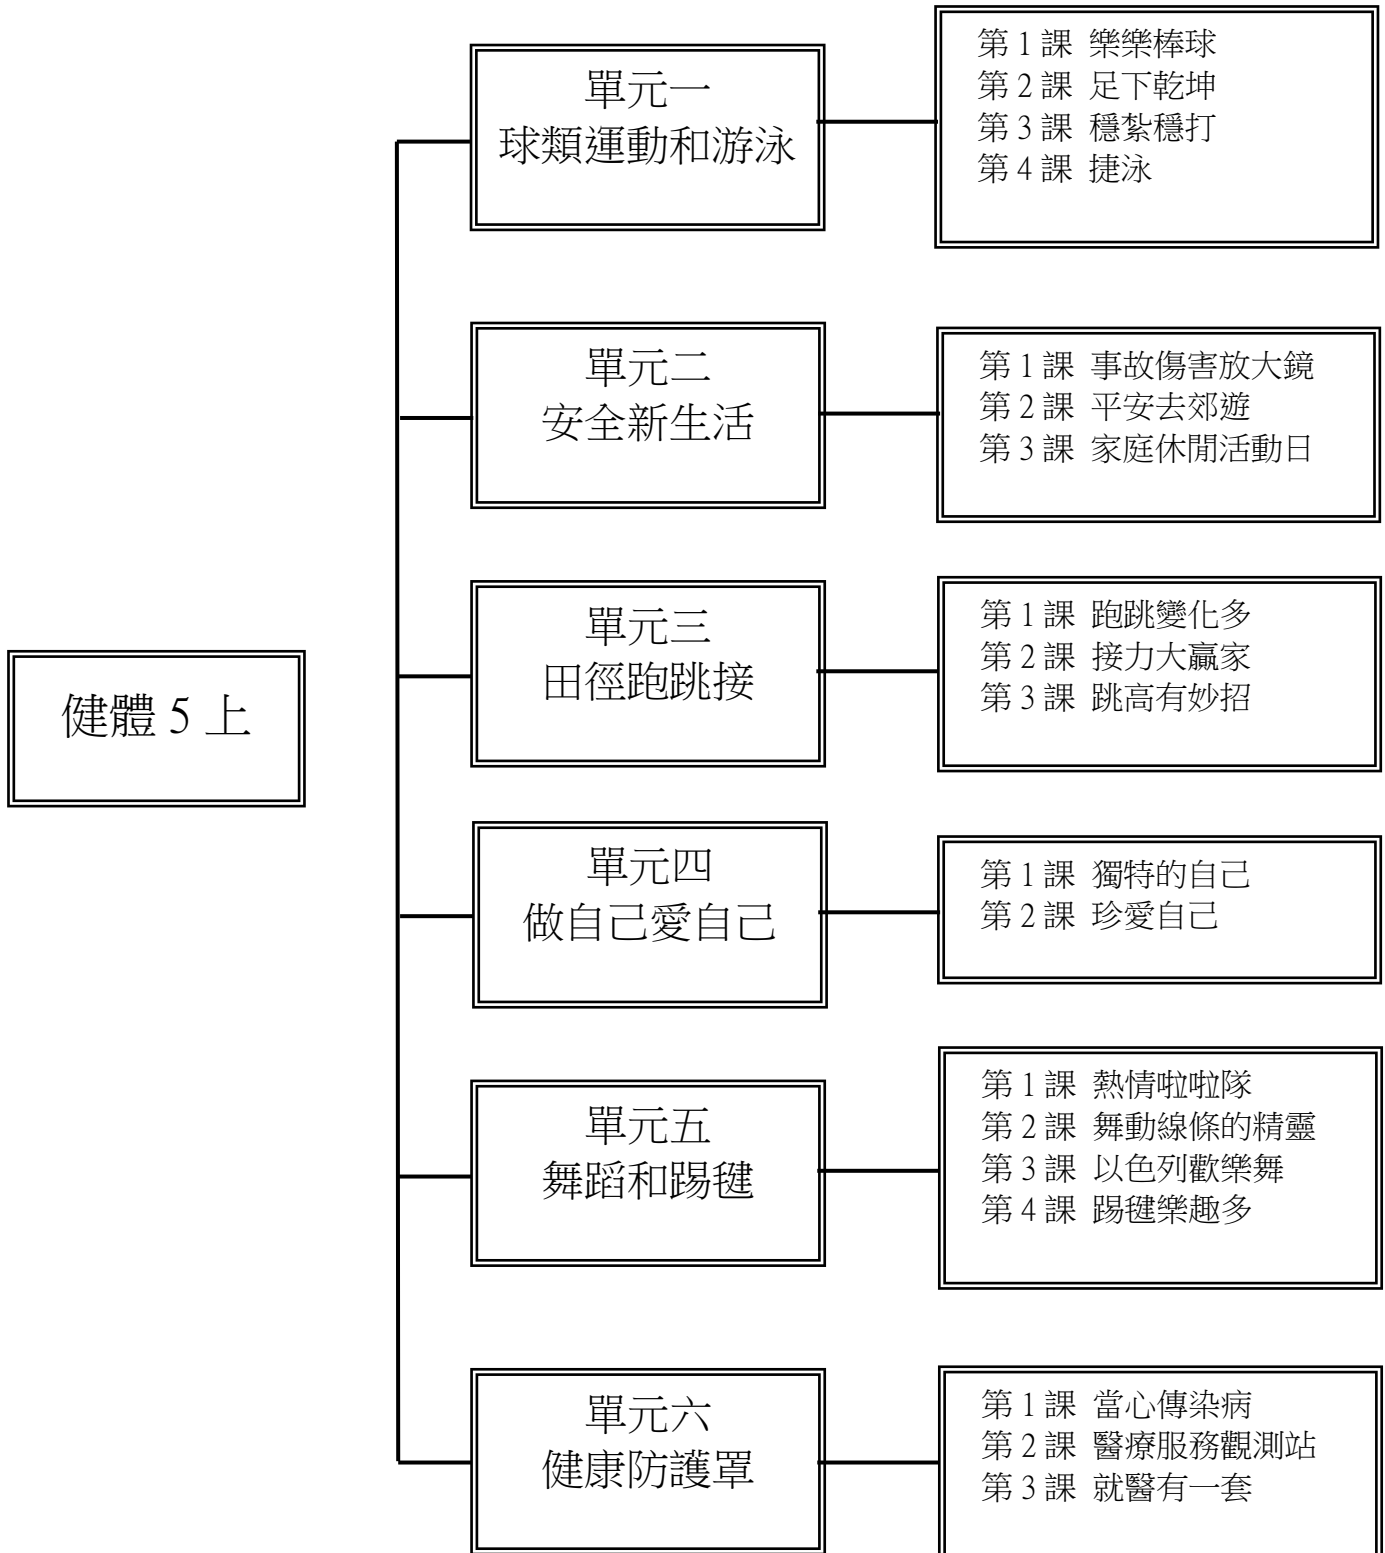 健體 5 上
單元一
球類運動和游泳
第 1 課 樂樂棒球
第 2 課 足下乾坤
第 3 課 穩紮穩打
第 4 課 捷泳
單元二
安全新生活
第 1 課 事故傷害放大鏡
第 2 課 平安去郊遊
第 3 課 家庭休閒活動日
單元三
田徑跑跳接
第 1 課 跑跳變化多
第 2 課 接力大贏家
第 3 課 跳高有妙招
單元四
做自己愛自己
第 1 課 獨特的自己
第 2 課 珍愛自己
單元五
舞蹈和踢毽
第 1 課 熱情啦啦隊
第 2 課 舞動線條的精靈
第 3 課 以色列歡樂舞
第 4 課 踢毽樂趣多
單元六
健康防護罩
第 1 課 當心傳染病
第 2 課 醫療服務觀測站
第 3 課 就醫有一套